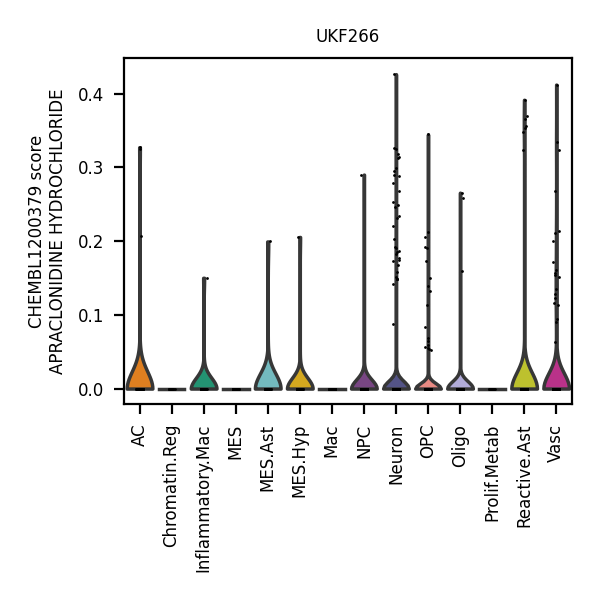 UKF266
CHEMBL1200379 score
APRACLONIDINE HYDROCHLORIDE
0.4
0.3
0.2
0.1
0.0
AC
Chromatin.Reg
Inflammatory.Mac
MES
MES.Ast
MES.Hyp
Mac
NPC
Neuron
OPC
Oligo
Prolif.Metab
Reactive.Ast
Vasc